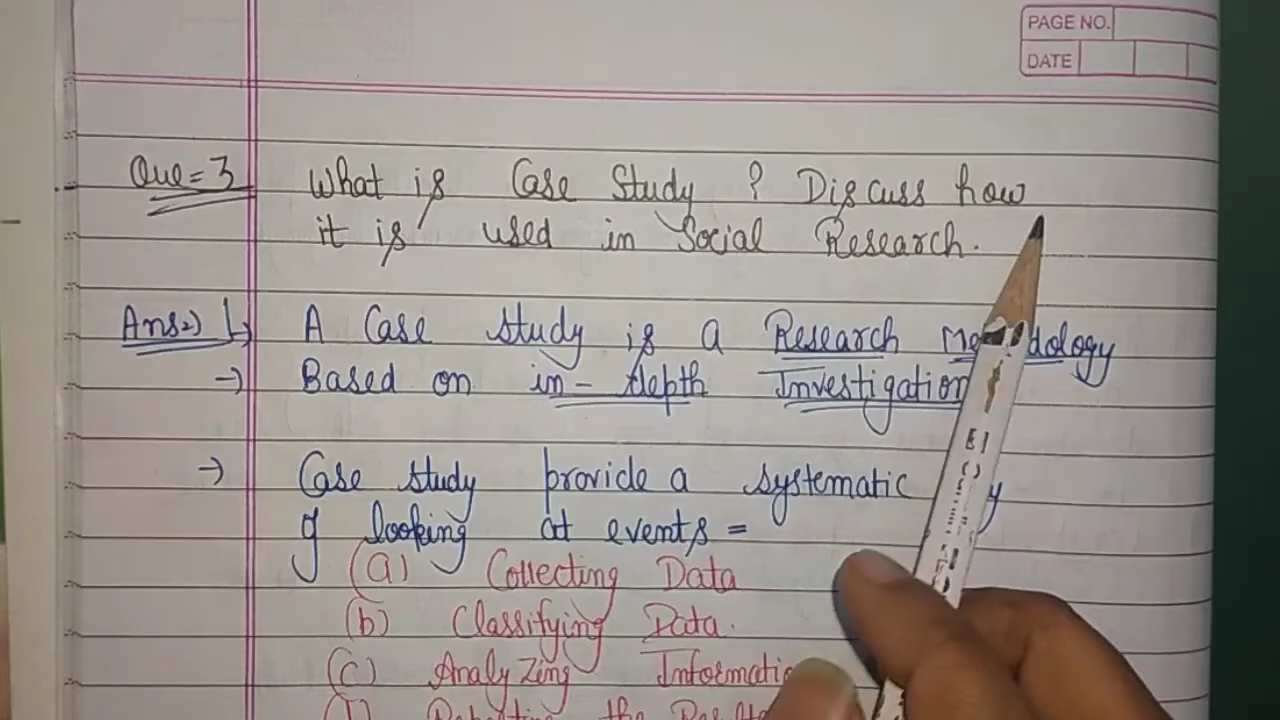 PAGE NO.
DATE
Que=3 What is Case Study ? Discuss how
it is used in Social Research.
Ans=) A Case study is a Research
→ Based on in-depth Investigation
→ Case study provide a systematic
of looking at events =
(a) Collecting Data
(b) Classifying Data.
(c) Analyzing
the